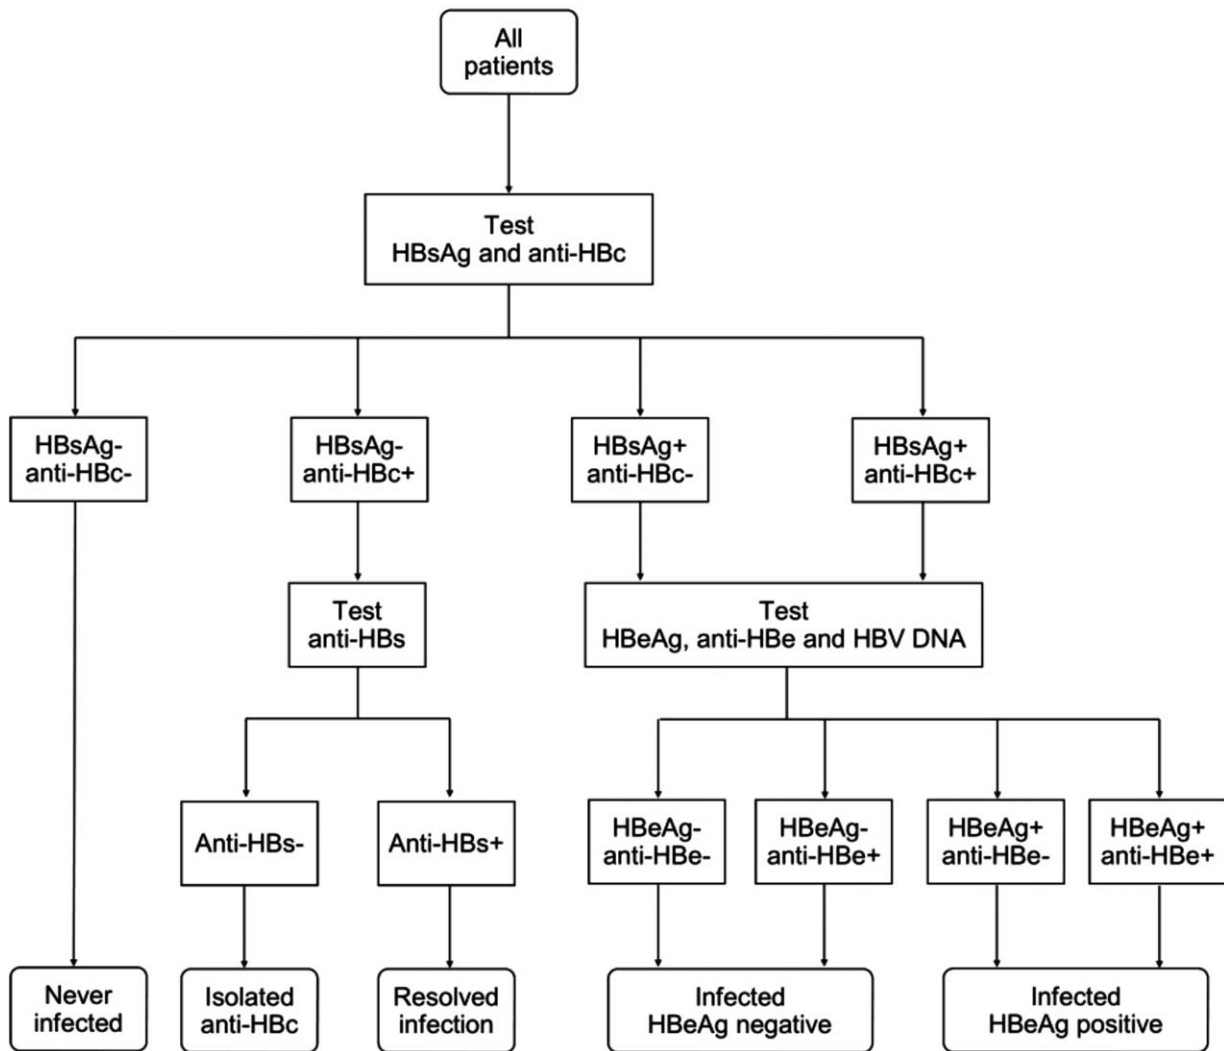 All
patients
Test
HBsAg and anti-HBc
HBsAg-
anti-HBc-
HBsAg-
anti-HBc+
HBsAg+
anti-HBc-
HBsAg+
anti-HBc+
Test
anti-HBs
Test
HBeAg, anti-HBe and HBV DNA
Anti-HBs-
Anti-HBs+
HBeAg-
anti-HBe-
HBeAg-
anti-HBe+
HBeAg+
anti-HBe-
HBeAg+
anti-HBe+
Never
infected
Isolated
anti-HBc
Resolved
infection
Infected
HBeAg negative
Infected
HBeAg positive